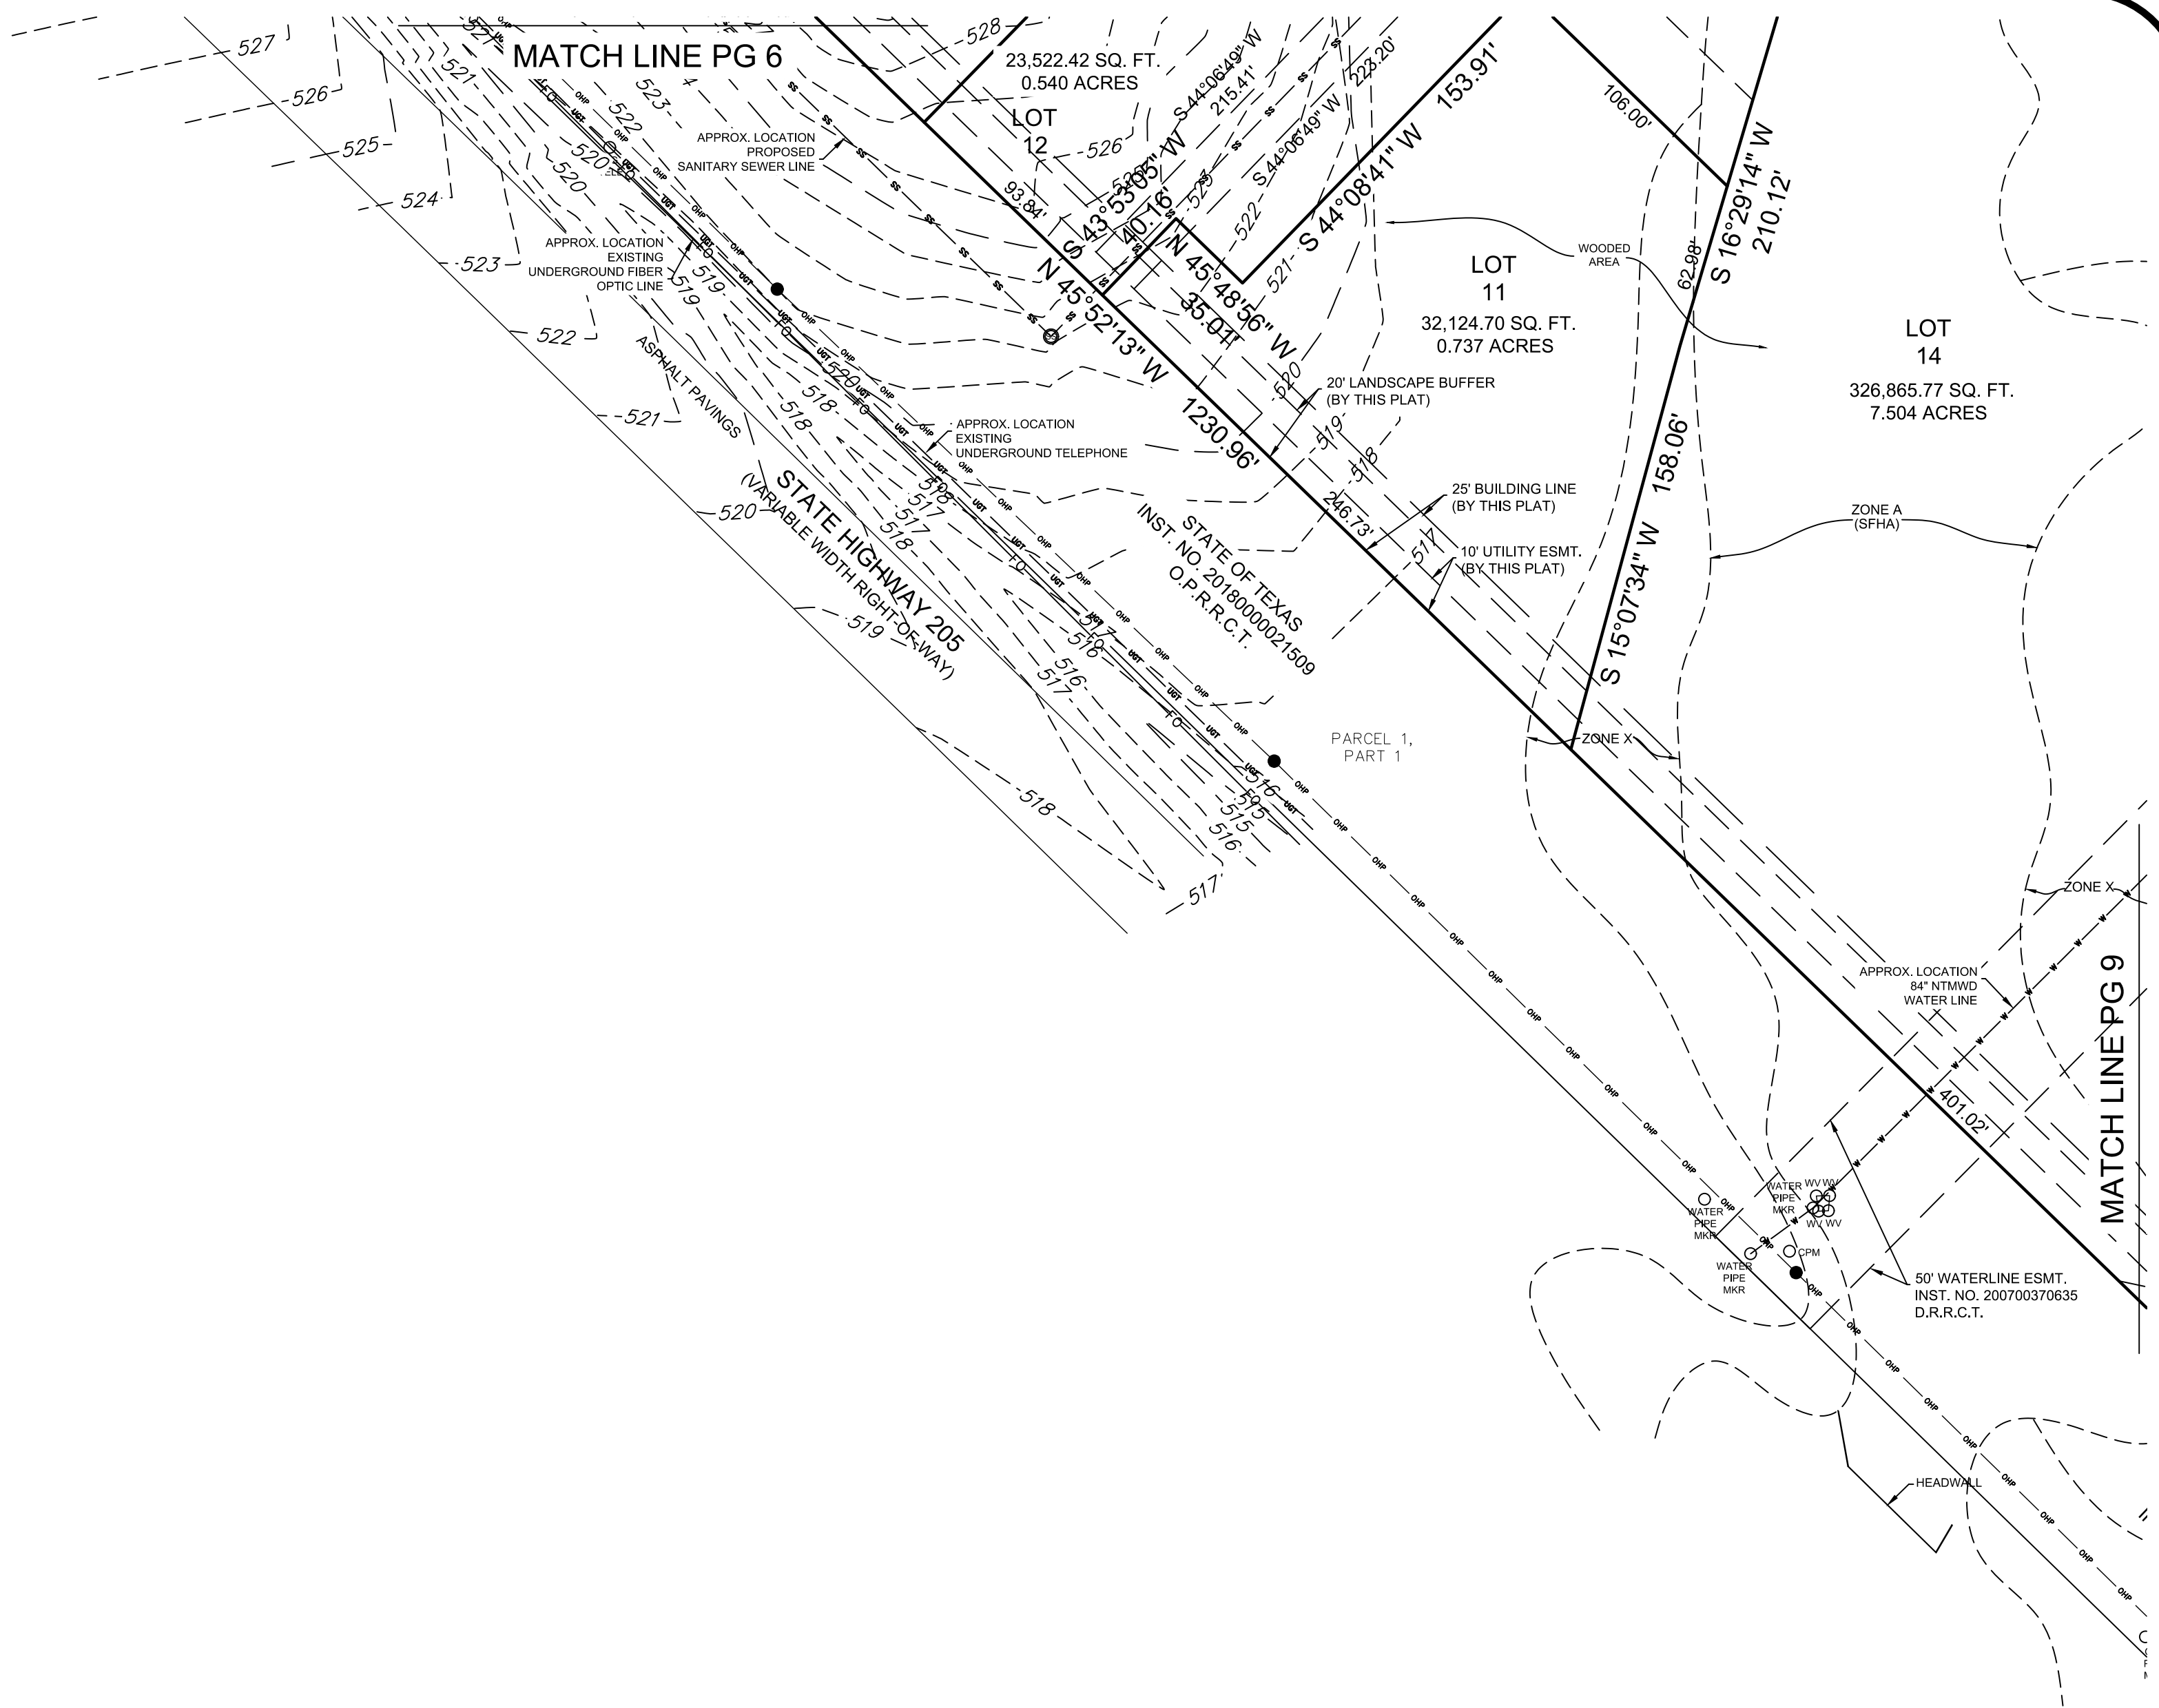 MATCH LINE PG 6
527
526
525
524
523
522
521
520
519
518
517
528
23,522.42 SQ. FT.
0.540 ACRES
LOT
12
526
93.84'
S 44°06'49" W
215.41'
S 44°06'49" W
223.20'
S 43°53'05" W
40.16'
N 45°48'56" W
35.01'
S 44°08'41" W 153.91'
106.00'
S 16°29'14" W
210.12'
62.98'
WOODED
AREA
LOT
11
32,124.70 SQ. FT.
0.737 ACRES
LOT
14
326,865.77 SQ. FT.
7.504 ACRES
APPROX. LOCATION
PROPOSED
SANITARY SEWER LINE
APPROX. LOCATION
EXISTING
UNDERGROUND FIBER
OPTIC LINE
ASPHALT PAVINGS
APPROX. LOCATION
EXISTING
UNDERGROUND TELEPHONE
N 45°52'13" W 1230.96'
20' LANDSCAPE BUFFER
(BY THIS PLAT)
25' BUILDING LINE
(BY THIS PLAT)
10' UTILITY ESMT.
(BY THIS PLAT)
246.73'
522
521
520
519
518
517
S 15°07'34" W 158.06'
ZONE A
(SFHA)
STATE HIGHWAY 205
(VARIABLE WIDTH RIGHT-OF-WAY)
STATE OF TEXAS
INST. NO. 20180000021509
O.P.R.R.C.T.
PARCEL 1,
PART 1
ZONE X
ZONE X
APPROX. LOCATION
84" NTMWD
WATER LINE
401.02'
MATCH LINE PG 9
WATER
PIPE
MKR
WATER
PIPE
MKR
WV WV
WV WV
WATER
PIPE
MKR
CPM
50' WATERLINE ESMT.
INST. NO. 200700370635
D.R.R.C.T.
HEADWALL